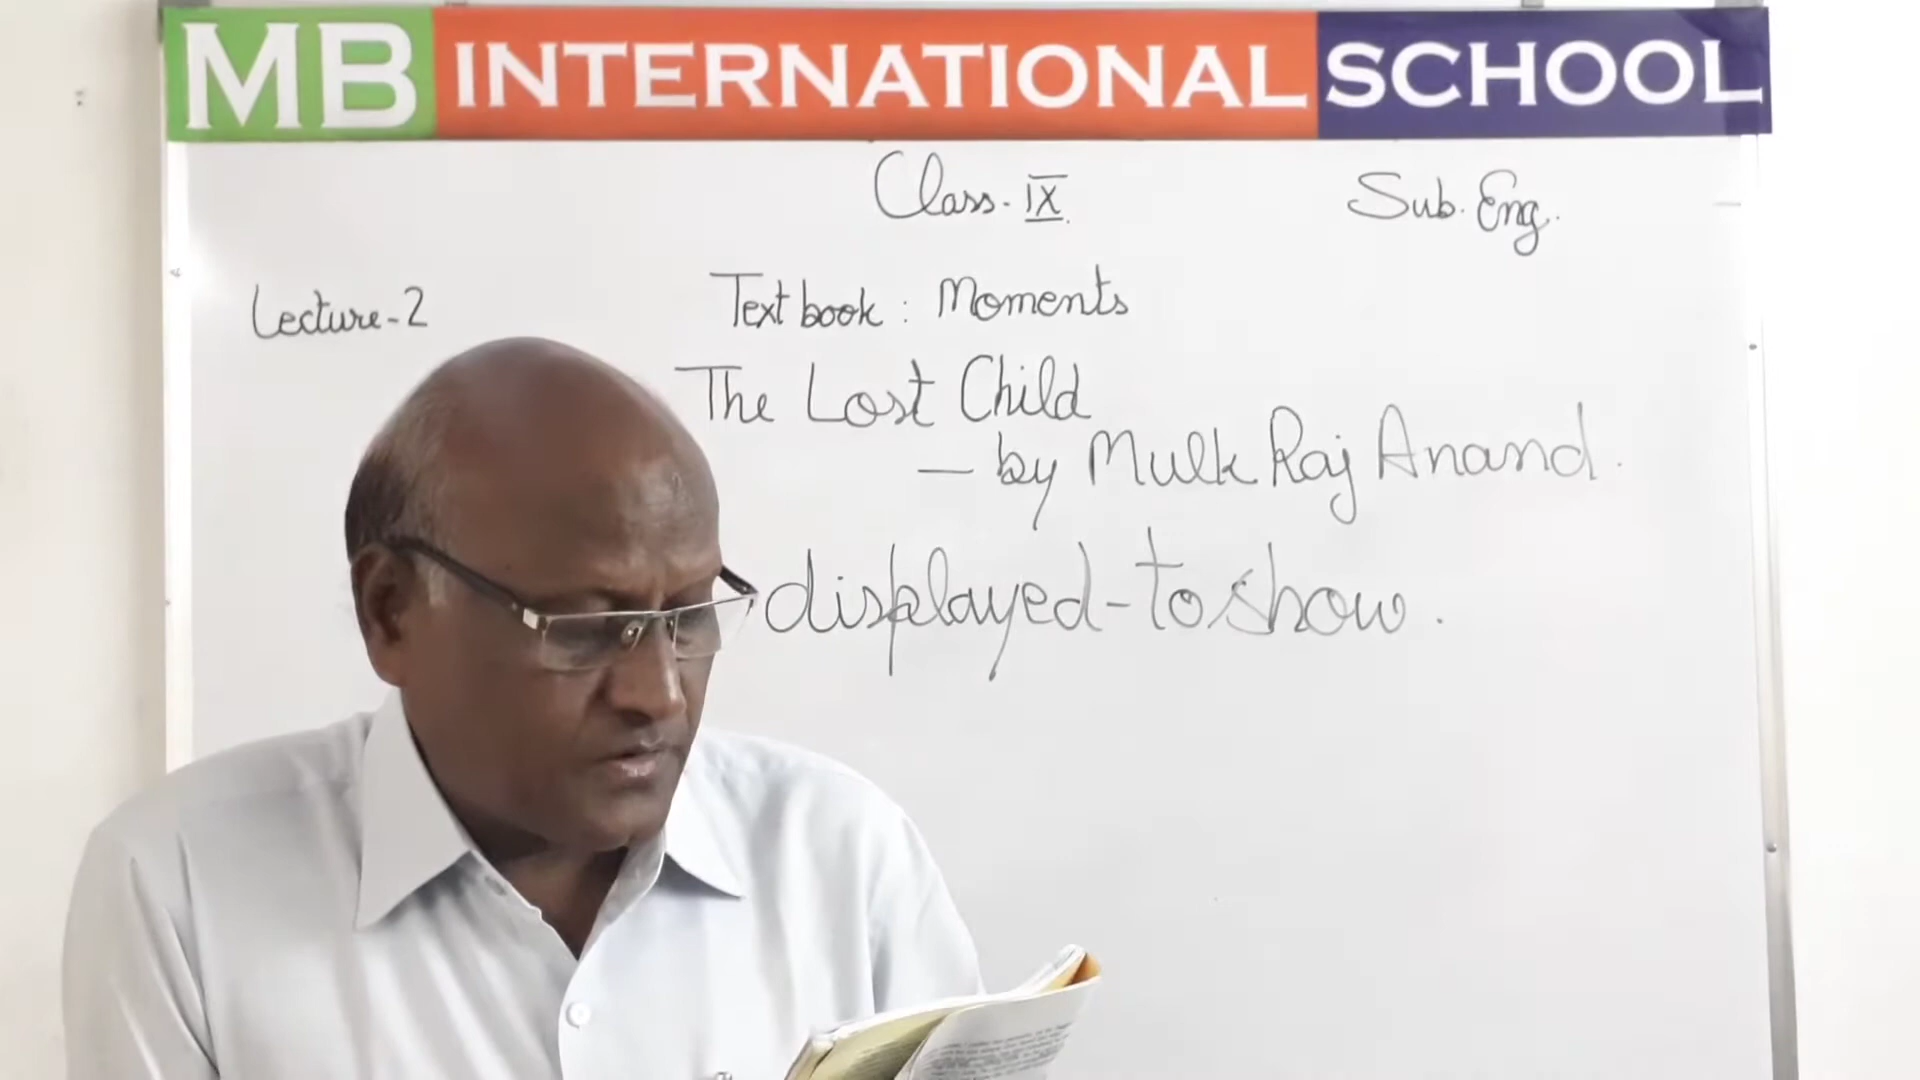 MB INTERNATIONAL SCHOOL
Class. IX. Sub. Eng.
Lecture-2 Text book : Moments
The Lost Child
— by Mulk Raj Anand.
displayed-to show.